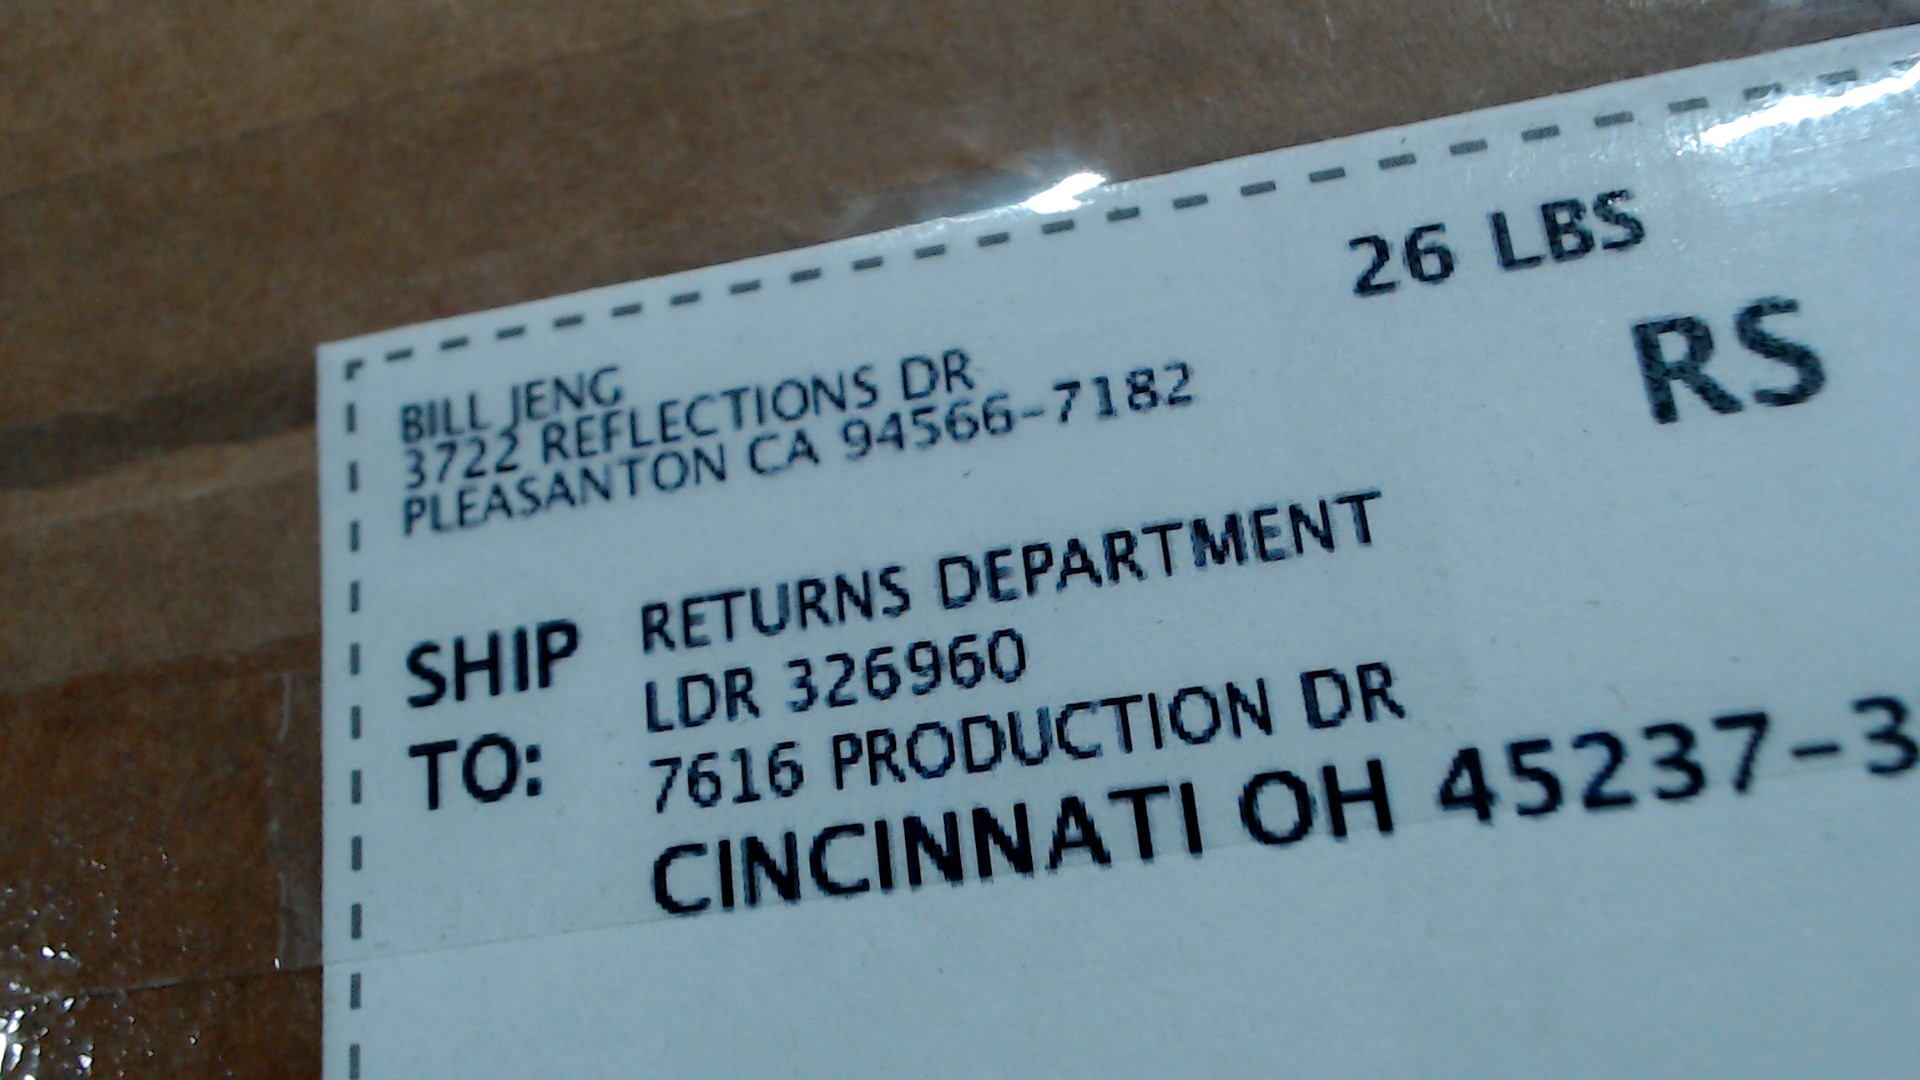 26 LBS
RS
BILL JENG
3722 REFLECTIONS DR
PLEASANTON CA 94566-7182
SHIP TO:
RETURNS DEPARTMENT
LDR 326960
7616 PRODUCTION DR
CINCINNATI OH 45237-3